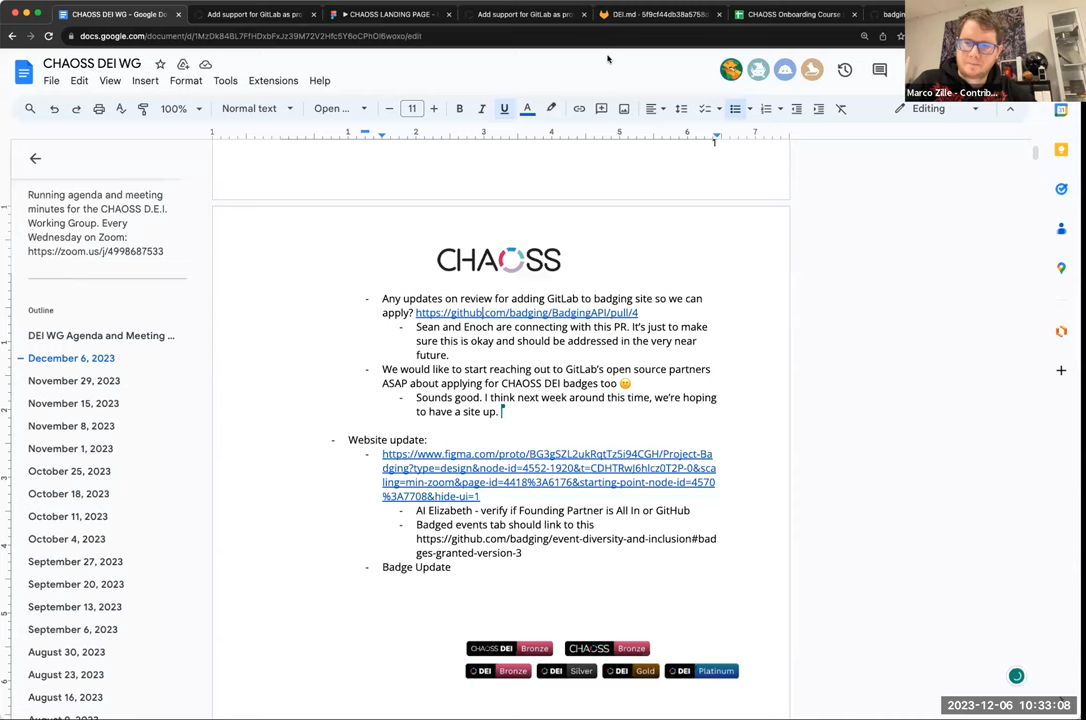 CHAOSS DEI WG - Google Do
Add support for GitLab as pro
CHAOSS LANDING PAGE -
Add support for GitLab as pro
DEI.md · 5f9cf44db38a5758
CHAOSS Onboarding Course
badgin
docs.google.com/document/d/1MzDk84BL7FfHDxbFxJz39M72V2Hfc5Y6oCPhOl6woxo/edit
CHAOSS DEI WG
File Edit View Insert Format Tools Extensions Help
100% Normal text Open ... 11
B I U A
Editing
Marco Zille - Contrib...
1 1 2 3 4 5 6 7
Running agenda and meeting
minutes for the CHAOSS D.E.I.
Working Group. Every
Wednesday on Zoom:
https://zoom.us/j/4998687533
Outline
DEI WG Agenda and Meeting ...
December 6, 2023
November 29, 2023
November 15, 2023
November 8, 2023
November 1, 2023
October 25, 2023
October 18, 2023
October 11, 2023
October 4, 2023
September 27, 2023
September 20, 2023
September 13, 2023
September 6, 2023
August 30, 2023
August 23, 2023
August 16, 2023
CHAOSS
- Any updates on review for adding GitLab to badging site so we can
apply? https://github.com/badging/BadgingAPI/pull/4
- Sean and Enoch are connecting with this PR. It's just to make
sure this is okay and should be addressed in the very near
future.
- We would like to start reaching out to GitLab's open source partners
ASAP about applying for CHAOSS DEI badges too 😊
- Sounds good. I think next week around this time, we're hoping
to have a site up.
- Website update:
- https://www.figma.com/proto/BG3gSZL2ukRqtTz5i94CGH/Project-Ba
dging?type=design&node-id=4552-1920&t=CDHTRwJ6hlcz0T2P-0&sca
ling=min-zoom&page-id=4418%3A6176&starting-point-node-id=4570
%3A7708&hide-ui=1
- AI Elizabeth - verify if Founding Partner is All In or GitHub
- Badged events tab should link to this
https://github.com/badging/event-diversity-and-inclusion#bad
ges-granted-version-3
- Badge Update
CHAOSS DEI Bronze CHAOSS Bronze
DEI Bronze DEI Silver DEI Gold DEI Platinum
2023-12-06 10:33:08